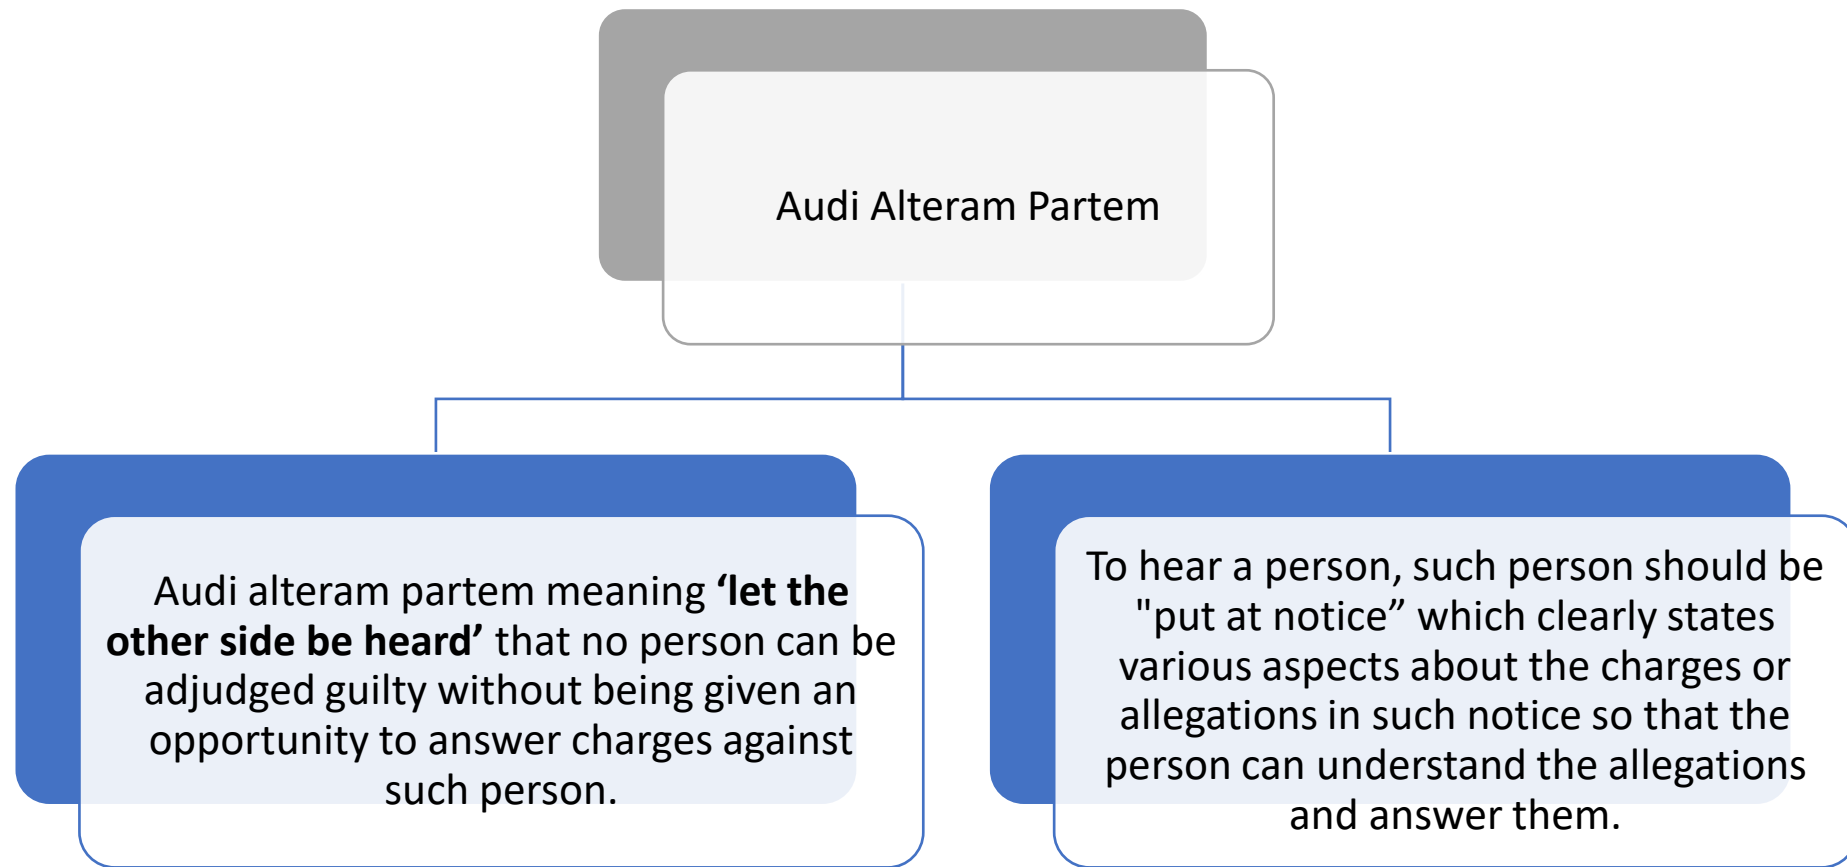 Audi Alteram Partem
Audi alteram partem meaning ‘let the
other side be heard’ that no person can be
adjudged guilty without being given an
opportunity to answer charges against
such person.
To hear a person, such person should be
"put at notice” which clearly states
various aspects about the charges or
allegations in such notice so that the
person can understand the allegations
and answer them.